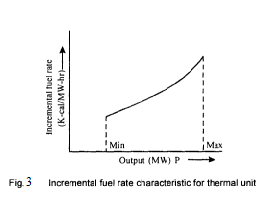 Incremental fuel rate
(K-cal/MW-hr)
Min
Max
Output (MW) P
Fig. 3 Incremental fuel rate characteristic for thermal unit